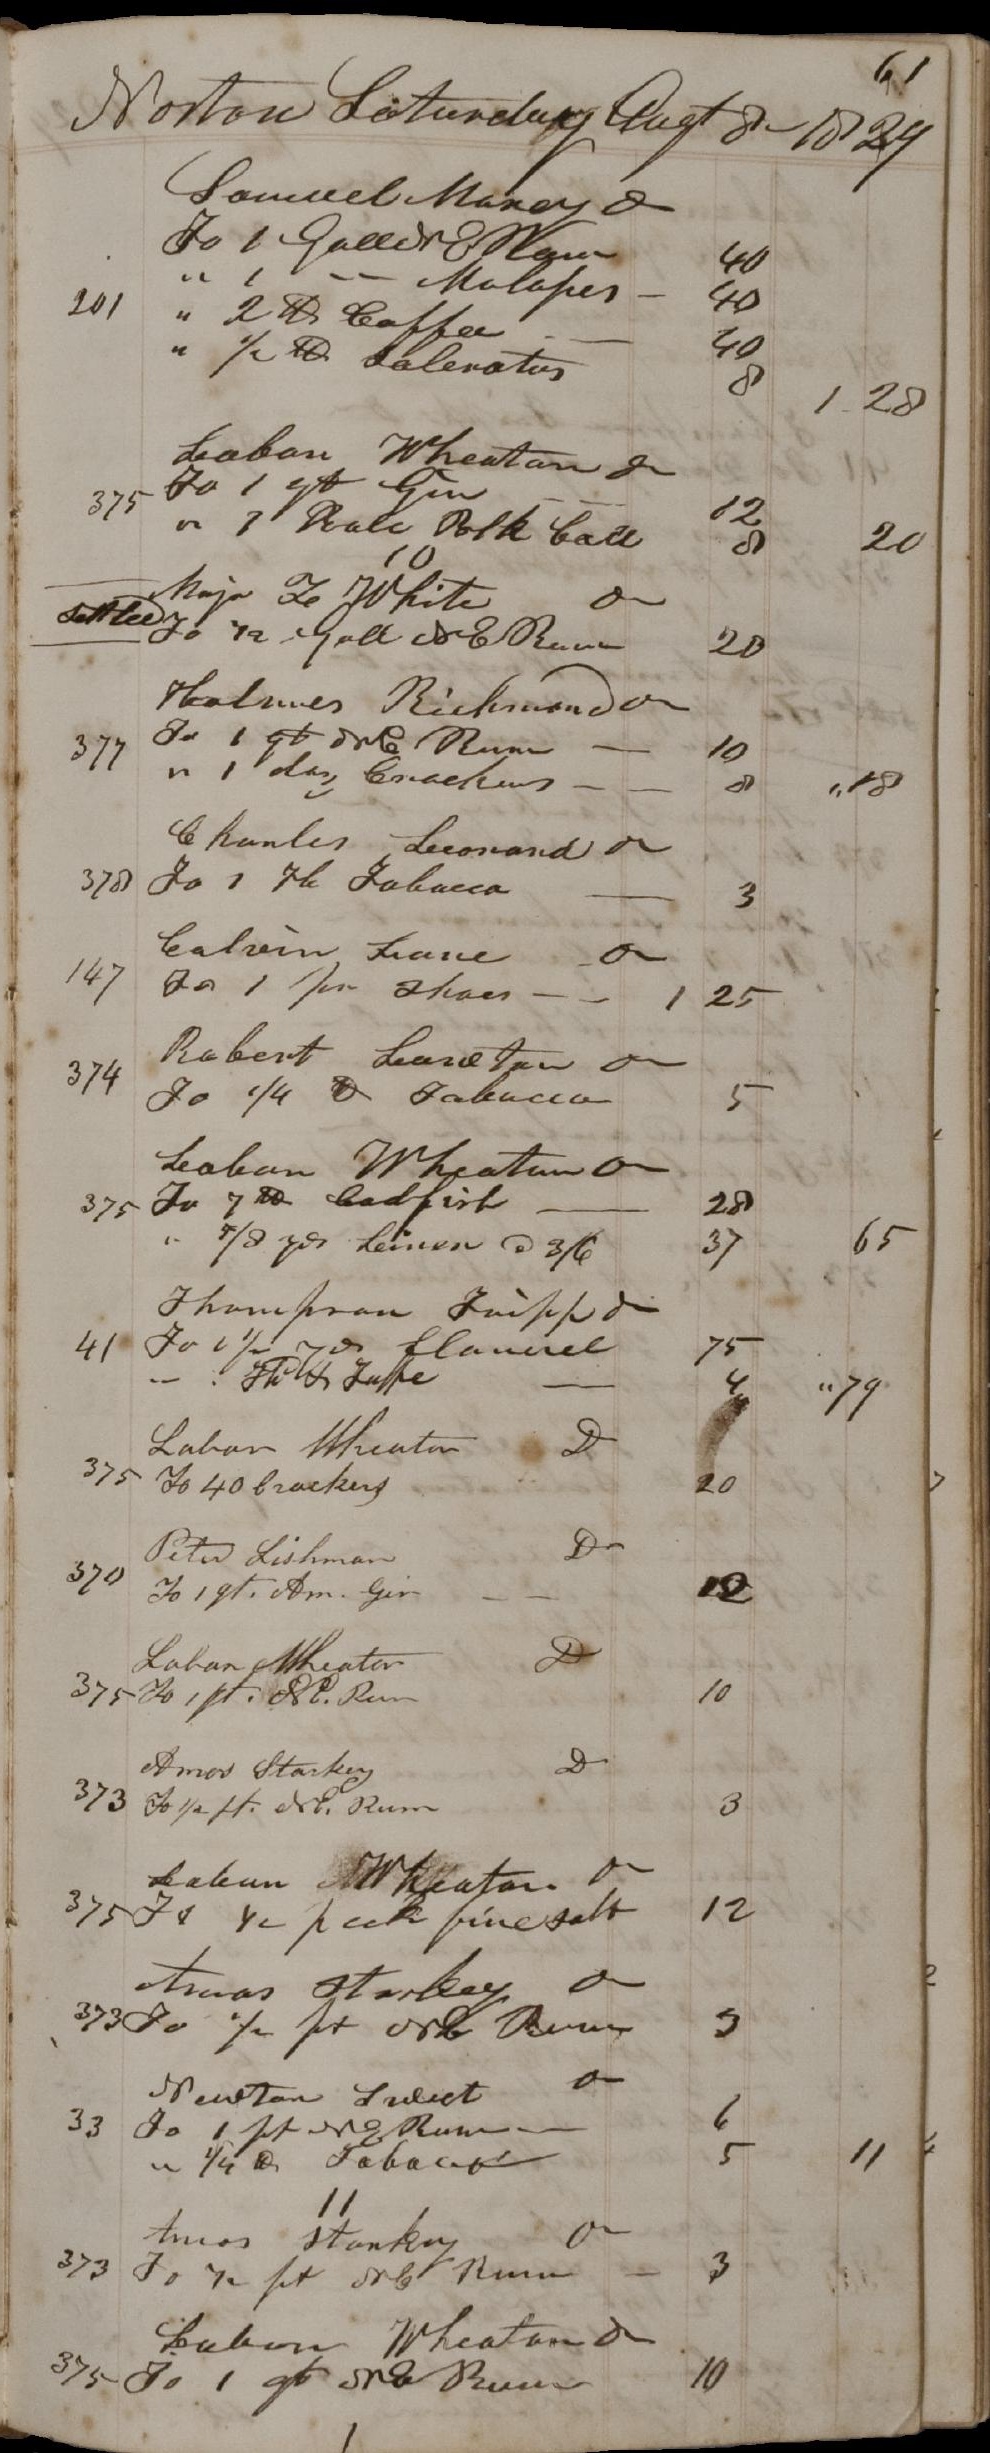 61
Norton Saturday Augt 8 - 1829
Samuel Maxcy Dr
To 1 Gall N E Rum 40
" 1 -- Molasses - 40
201 " 2 lb Coffee - 40
" 1/2 lb Saleratus 8
1 28
Laban Wheaton Dr
375 To 1 qt Gin 12
" 1 8 20
10
Majr White Dr
Settled To 1/2 Gall N E Rum 20
Holmes Richmond Dr
377 To 1 qt N E Rum - 10
" 1 doz Crackers - - 8 " 18
Charles Leonard Dr
378 To 1 Tobacco - 3
Calvin Lane Dr
147 To 1 pr Shoes - - 1 25
Robert Dr
374 To 1/4 lb Tobacco 5
Laban Wheaton Dr
375 To 7 lb Codfish - 28
" 5/8 yds Linen @ 3/6 37 65
Thompson Tripp Dr
41 To 1 1/2 yds flannel 75
- 4 " 79
Laban Wheaton Dr
375 To 40 Crackers 20
Peter Lishman Dr
370 To 1 qt. Am. Gin - - 12
Laban Wheaton Dr
375 To 1 pt. N E. Rum 10
Amos Starkey Dr
373 To 1/2 pt. N E. Rum 3
Laban Wheaton Dr
375 To 1/2 peck fine salt 12
Amos Starkey Dr
373 To 1/2 pt N E Rum 3
Newton Sweet Dr
33 To 1 pt N E Rum - 6
" 1/4 lb Tobacco 5 11
11
Amos Starkey Dr
373 To 1/2 pt N E Rum - 3
Laban Wheaton Dr
375 To 1 qt N E Rum 10
1